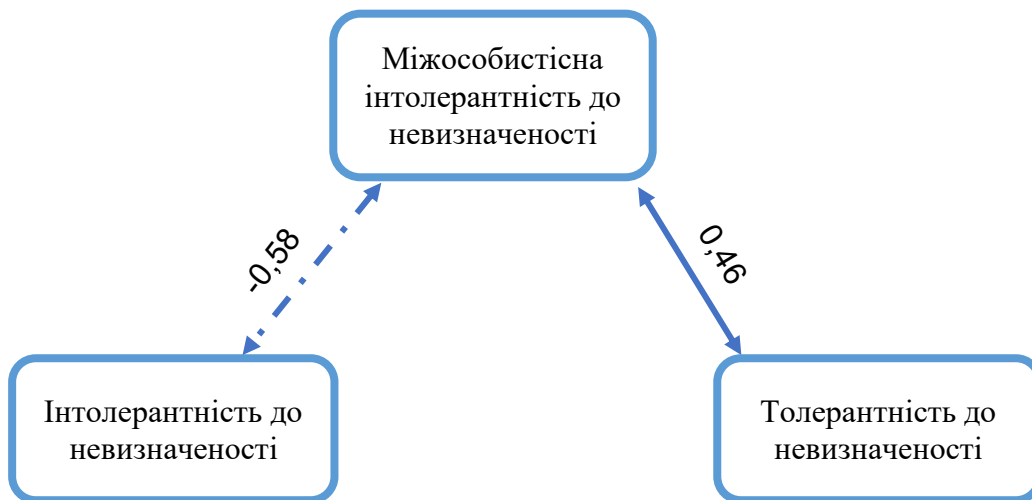 Міжособистісна
інтолерантність до
невизначеності
-0,58
0,46
Інтолерантність до
невизначеності
Толерантність до
невизначеності